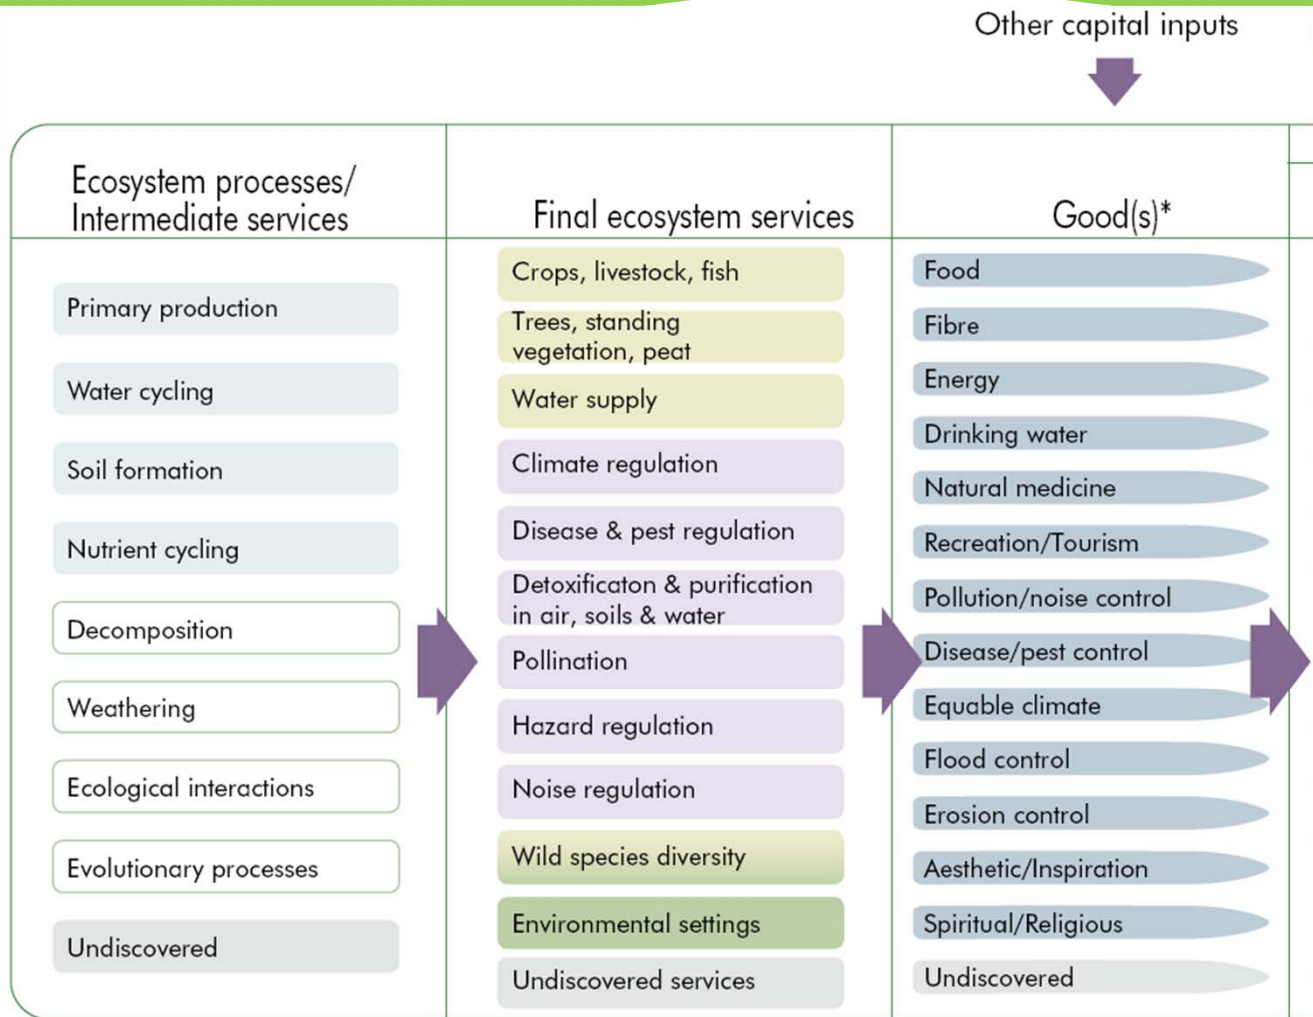 Other capital inputs
Ecosystem processes/
Intermediate services
Final ecosystem services
Good(s)*
Primary production
Water cycling
Soil formation
Nutrient cycling
Decomposition
Weathering
Ecological interactions
Evolutionary processes
Undiscovered
Crops, livestock, fish
Trees, standing
vegetation, peat
Water supply
Climate regulation
Disease & pest regulation
Detoxificaton & purification
in air, soils & water
Pollination
Hazard regulation
Noise regulation
Wild species diversity
Environmental settings
Undiscovered services
Food
Fibre
Energy
Drinking water
Natural medicine
Recreation/Tourism
Pollution/noise control
Disease/pest control
Equable climate
Flood control
Erosion control
Aesthetic/Inspiration
Spiritual/Religious
Undiscovered